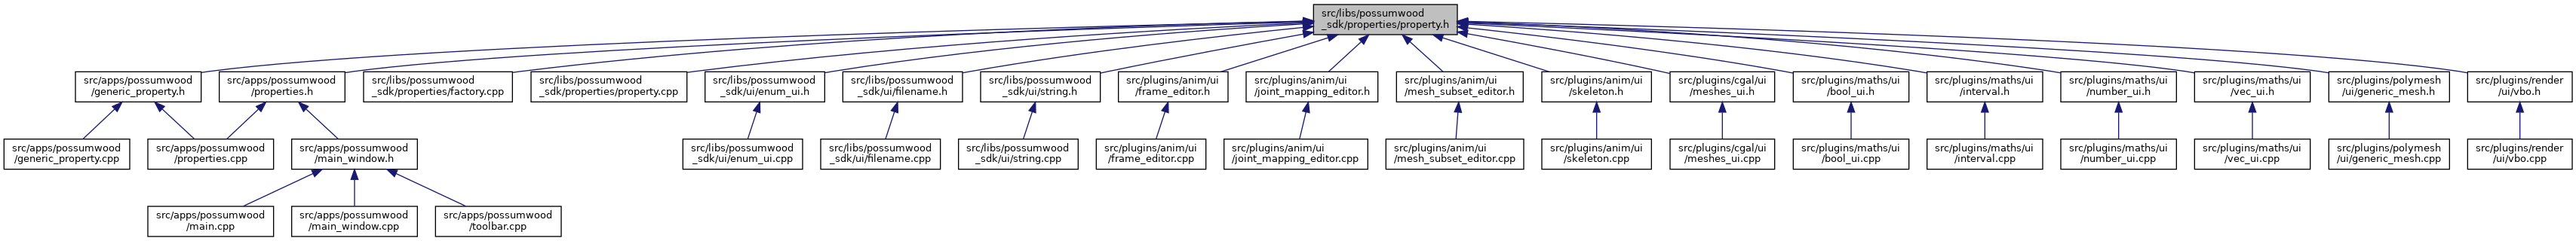 src/libs/possumwood
_sdk/properties/property.h
src/apps/possumwood
/generic_property.h
src/apps/possumwood
/properties.h
src/libs/possumwood
_sdk/properties/factory.cpp
src/libs/possumwood
_sdk/properties/property.cpp
src/libs/possumwood
_sdk/ui/enum_ui.h
src/libs/possumwood
_sdk/ui/filename.h
src/libs/possumwood
_sdk/ui/string.h
src/plugins/anim/ui
/frame_editor.h
src/plugins/anim/ui
/joint_mapping_editor.h
src/plugins/anim/ui
/mesh_subset_editor.h
src/plugins/anim/ui
/skeleton.h
src/plugins/cgal/ui
/meshes_ui.h
src/plugins/maths/ui
/bool_ui.h
src/plugins/maths/ui
/interval.h
src/plugins/maths/ui
/number_ui.h
src/plugins/maths/ui
/vec_ui.h
src/plugins/polymesh
/ui/generic_mesh.h
src/plugins/render
/ui/vbo.h
src/apps/possumwood
/generic_property.cpp
src/apps/possumwood
/properties.cpp
src/apps/possumwood
/main_window.h
src/libs/possumwood
_sdk/ui/enum_ui.cpp
src/libs/possumwood
_sdk/ui/filename.cpp
src/libs/possumwood
_sdk/ui/string.cpp
src/plugins/anim/ui
/frame_editor.cpp
src/plugins/anim/ui
/joint_mapping_editor.cpp
src/plugins/anim/ui
/mesh_subset_editor.cpp
src/plugins/anim/ui
/skeleton.cpp
src/plugins/cgal/ui
/meshes_ui.cpp
src/plugins/maths/ui
/bool_ui.cpp
src/plugins/maths/ui
/interval.cpp
src/plugins/maths/ui
/number_ui.cpp
src/plugins/maths/ui
/vec_ui.cpp
src/plugins/polymesh
/ui/generic_mesh.cpp
src/plugins/render
/ui/vbo.cpp
src/apps/possumwood
/main.cpp
src/apps/possumwood
/main_window.cpp
src/apps/possumwood
/toolbar.cpp